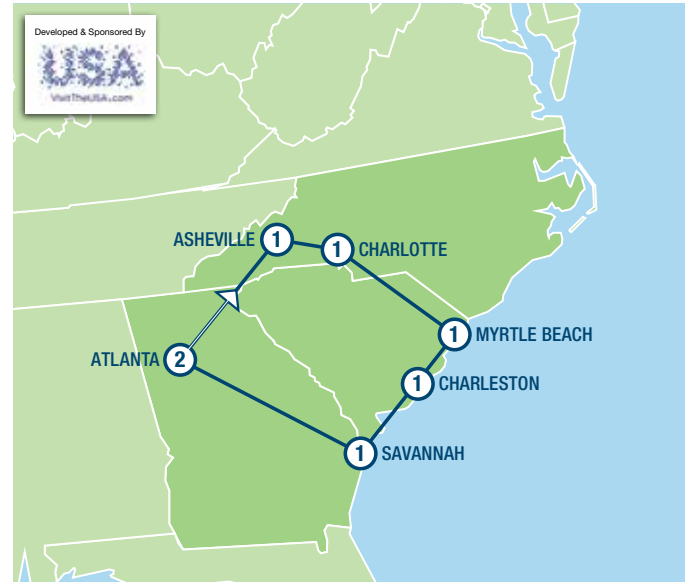 Developed & Sponsored By
USA
VisitTheUSA.com
ASHEVILLE 1
1 CHARLOTTE
1 MYRTLE BEACH
ATLANTA 2
1 CHARLESTON
1 SAVANNAH